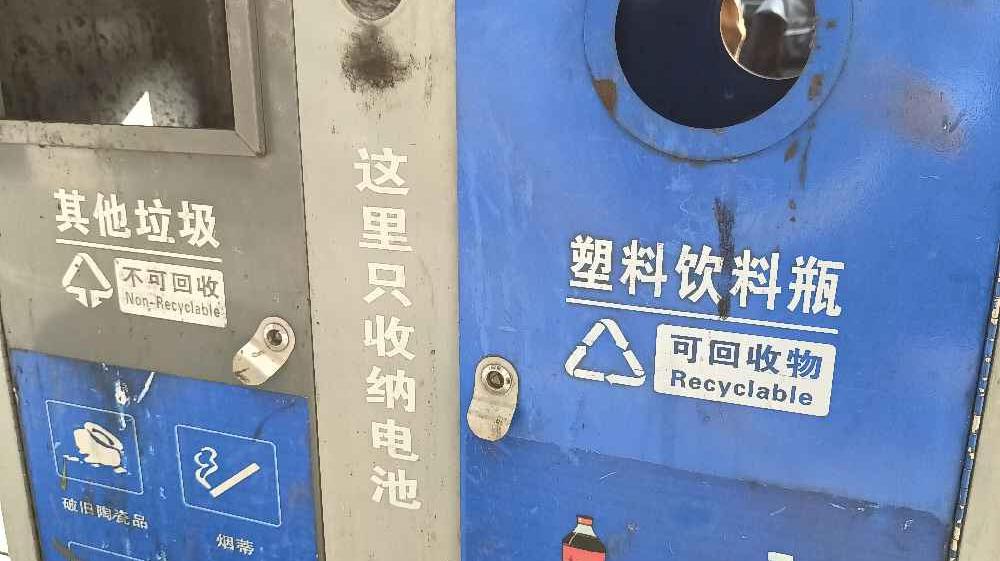 其他垃圾
不可回收
Non-Recyclable
破旧陶瓷品
烟蒂
这里只收纳电池
塑料饮料瓶
可回收物
Recyclable